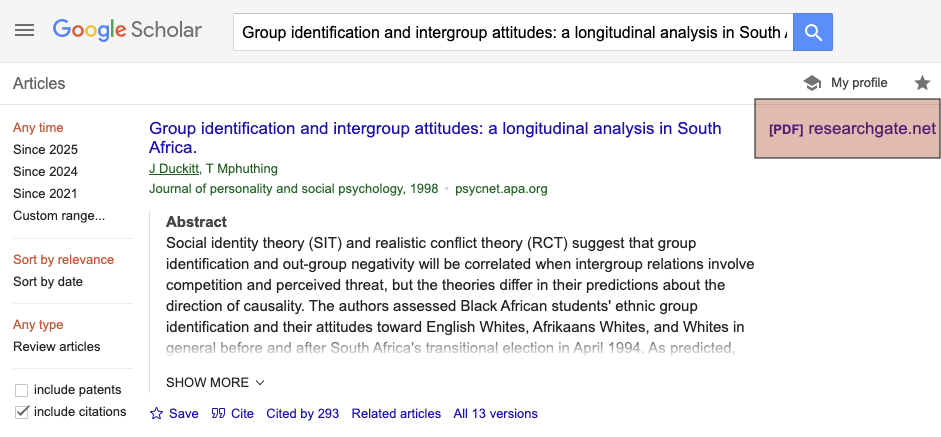 Google Scholar
Group identification and intergroup attitudes: a longitudinal analysis in South
Articles
My profile
Any time
Since 2025
Since 2024
Since 2021
Custom range...
Sort by relevance
Sort by date
Any type
Review articles
include patents
include citations
Group identification and intergroup attitudes: a longitudinal analysis in South
Africa.
J Duckitt, T Mphuthing
Journal of personality and social psychology, 1998 • psycnet.apa.org
Abstract
Social identity theory (SIT) and realistic conflict theory (RCT) suggest that group
identification and out-group negativity will be correlated when intergroup relations involve
competition and perceived threat, but the theories differ in their predictions about the
direction of causality. The authors assessed Black African students' ethnic group
identification and their attitudes toward English Whites, Afrikaans Whites, and Whites in
general before and after South Africa's transitional election in April 1994. As predicted,
SHOW MORE
Save Cite Cited by 293 Related articles All 13 versions
[PDF] researchgate.net